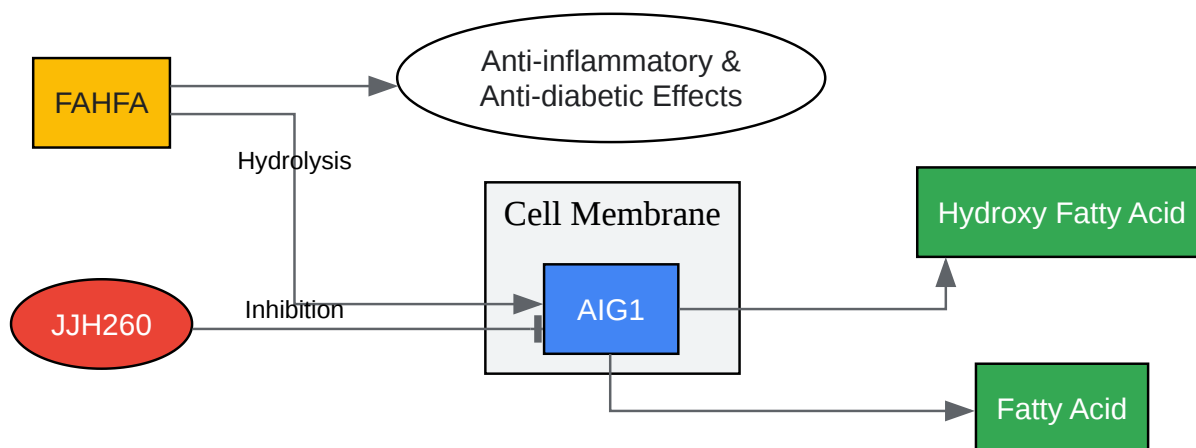 FAHFA
Anti-inflammatory &
Anti-diabetic Effects
Hydrolysis
Cell Membrane
Hydroxy Fatty Acid
JJH260
Inhibition
AIG1
Fatty Acid